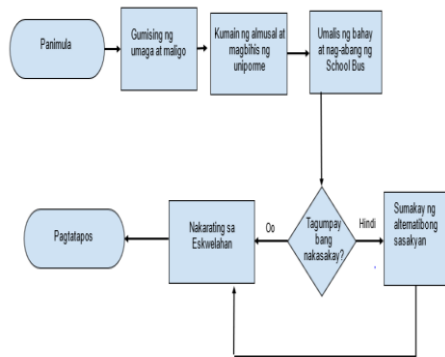 Panimula
Gumising ng
umaga at maligo
Kumain ng almusal at
magbihis ng
uniporme
Umalis ng bahay
at nag-abang ng
School Bus
Tagumpay
bang
nakasakay?
Oo
Hindi
Nakarating sa
Eskwelahan
Pagtatapos
Sumakay ng
alternatibong
sasakyan